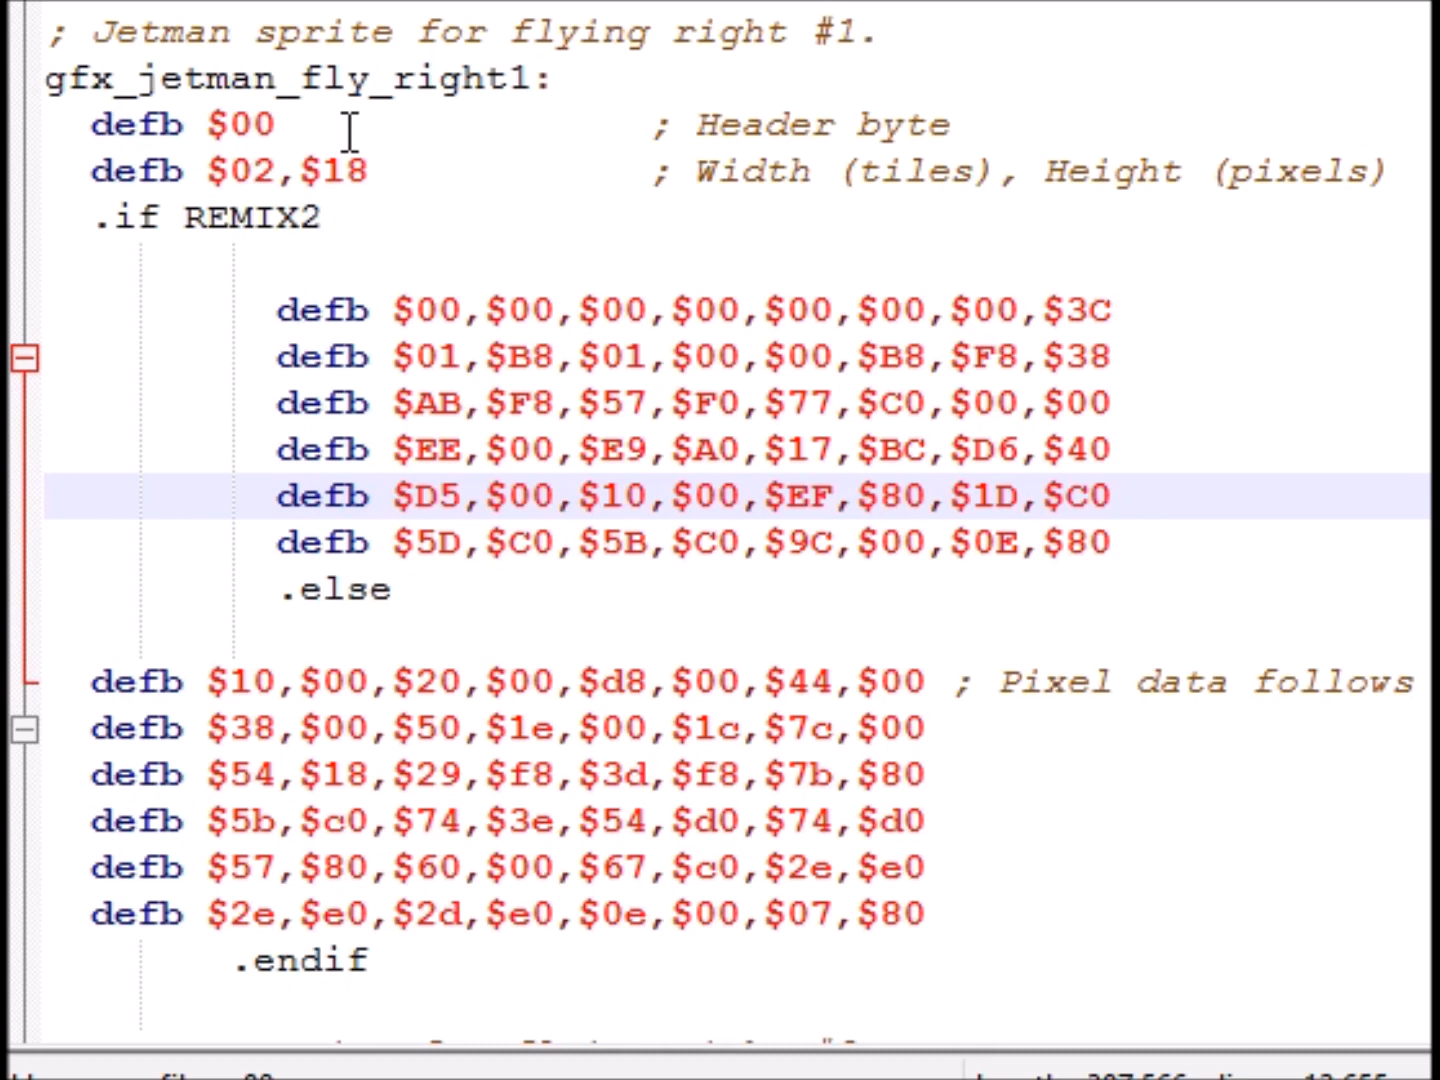 ; Jetman sprite for flying right #1.
gfx_jetman_fly_right1:
defb $00 ; Header byte
defb $02,$18 ; Width (tiles), Height (pixels)
.if REMIX2
defb $00,$00,$00,$00,$00,$00,$00,$3C
defb $01,$B8,$01,$00,$00,$B8,$F8,$38
defb $AB,$F8,$57,$F0,$77,$C0,$00,$00
defb $EE,$00,$E9,$A0,$17,$BC,$D6,$40
defb $D5,$00,$10,$00,$EF,$80,$1D,$C0
defb $5D,$C0,$5B,$C0,$9C,$00,$0E,$80
.else
defb $10,$00,$20,$00,$d8,$00,$44,$00 ; Pixel data follows
defb $38,$00,$50,$1e,$00,$1c,$7c,$00
defb $54,$18,$29,$f8,$3d,$f8,$7b,$80
defb $5b,$c0,$74,$3e,$54,$d0,$74,$d0
defb $57,$80,$60,$00,$67,$c0,$2e,$e0
defb $2e,$e0,$2d,$e0,$0e,$00,$07,$80
.endif